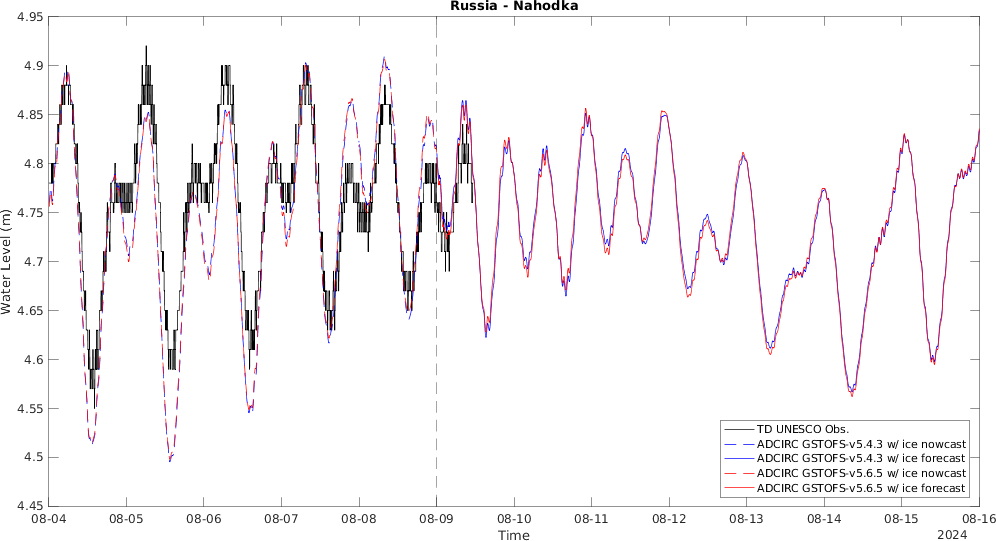 Russia - Nahodka
Water Level (m)
4.95
4.9
4.85
4.8
4.75
4.7
4.65
4.6
4.55
4.5
4.45
TD UNESCO Obs.
ADCIRC GSTOFS-v5.4.3 w/ ice nowcast
ADCIRC GSTOFS-v5.4.3 w/ ice forecast
ADCIRC GSTOFS-v5.6.5 w/ ice nowcast
ADCIRC GSTOFS-v5.6.5 w/ ice forecast
08-04 08-05 08-06 08-07 08-08 08-09 08-10 08-11 08-12 08-13 08-14 08-15 08-16
Time
2024